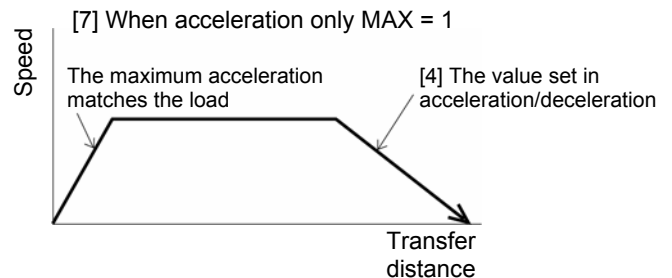 [7] When acceleration only MAX = 1
Speed
The maximum acceleration
matches the load
[4] The value set in
acceleration/deceleration
Transfer
distance